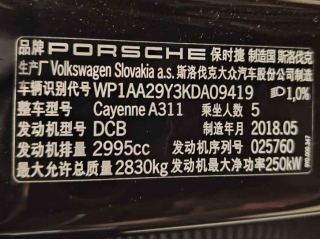 品牌 PORSCHE 保时捷 制造国 斯洛伐克
生产厂 Volkswagen Slovakia a.s. 斯洛伐克大众汽车股份公司制造
车辆识别代号 WP1AA29Y3KDA09419 1,0%
整车型号 Cayenne A311 乘坐人数 5
发动机型号 DCB 制造年月 2018.05
发动机排量 2995cc 发动机序列号 025760
最大允许总质量 2830kg 发动机最大净功率 250kW